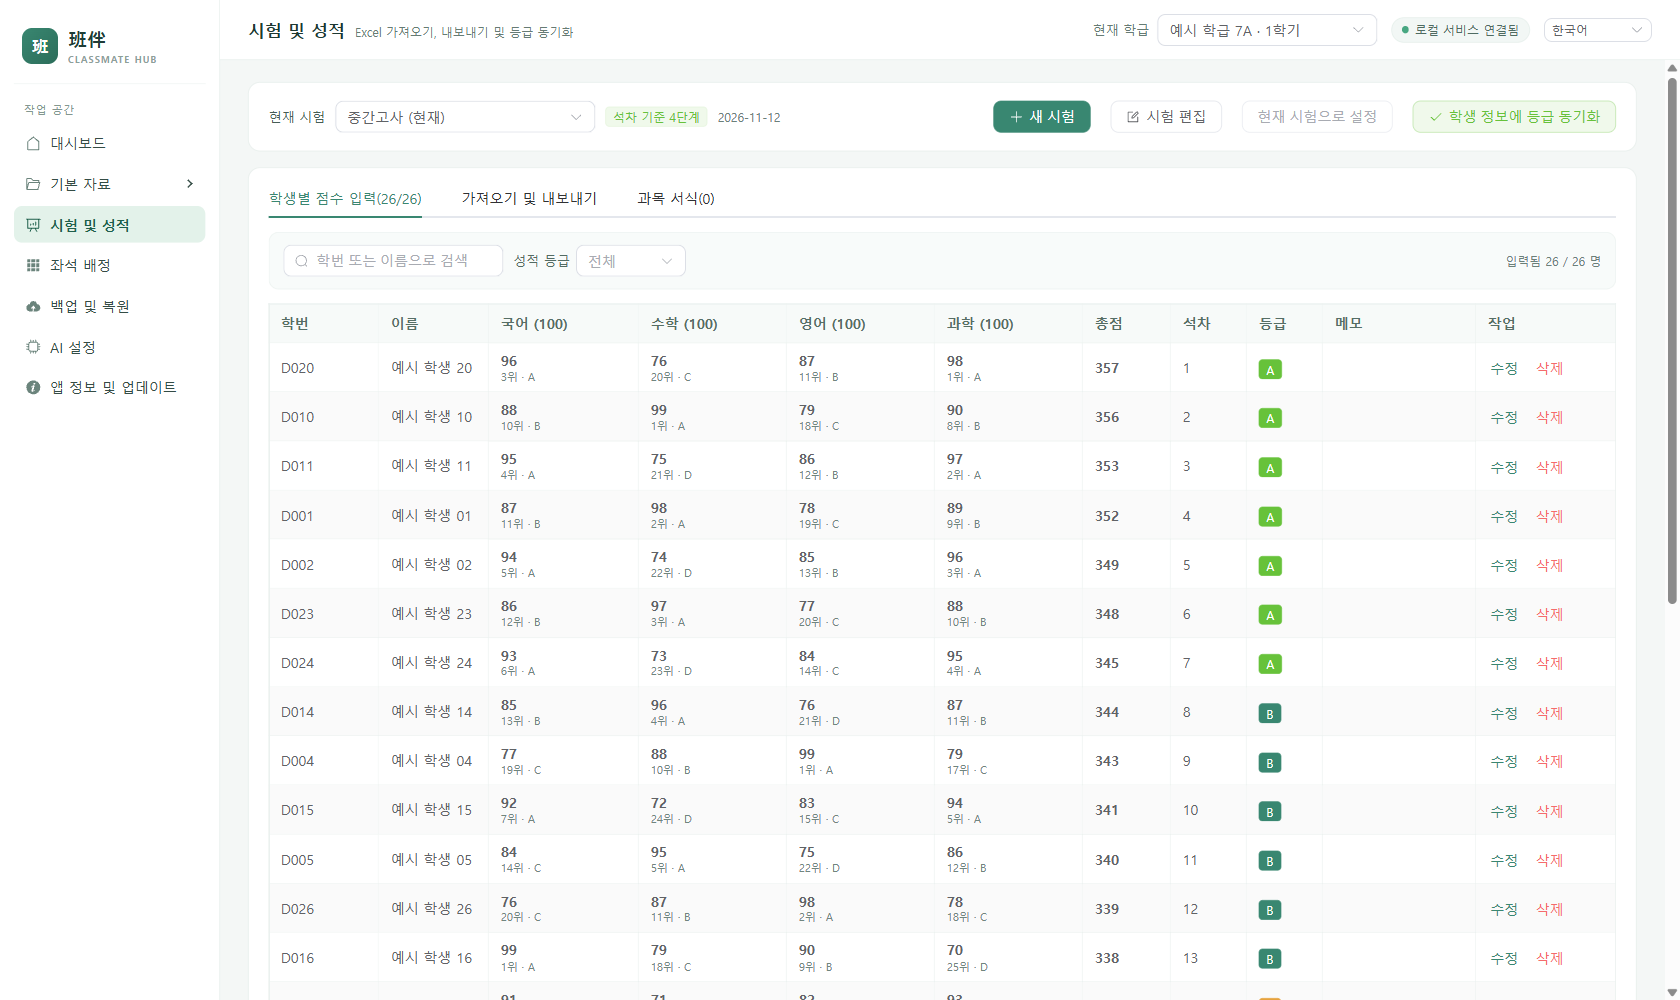 班 班伴
CLASSMATE HUB
작업 공간
대시보드
기본 자료
시험 및 성적
좌석 배정
백업 및 복원
AI 설정
앱 정보 및 업데이트
시험 및 성적 Excel 가져오기, 내보내기 및 등급 동기화
현재 학급 예시 학급 7A · 1학기 로컬 서비스 연결됨 한국어
현재 시험 중간고사 (현재) 석차 기준 4단계 2026-11-12 새 시험 시험 편집 현재 시험으로 설정 학생 정보에 등급 동기화
학생별 점수 입력(26/26) 가져오기 및 내보내기 과목 서식(0)
학번 또는 이름으로 검색 성적 등급 전체 입력됨 26 / 26 명
학번 이름 국어 (100) 수학 (100) 영어 (100) 과학 (100) 총점 석차 등급 메모 작업
D020 예시 학생 20 96 76 87 98 357 1 A 수정 삭제
3위 · A 20위 · C 11위 · B 1위 · A
D010 예시 학생 10 88 99 79 90 356 2 A 수정 삭제
10위 · B 1위 · A 18위 · C 8위 · B
D011 예시 학생 11 95 75 86 97 353 3 A 수정 삭제
4위 · A 21위 · D 12위 · B 2위 · A
D001 예시 학생 01 87 98 78 89 352 4 A 수정 삭제
11위 · B 2위 · A 19위 · C 9위 · B
D002 예시 학생 02 94 74 85 96 349 5 A 수정 삭제
5위 · A 22위 · D 13위 · B 3위 · A
D023 예시 학생 23 86 97 77 88 348 6 A 수정 삭제
12위 · B 3위 · A 20위 · C 10위 · B
D024 예시 학생 24 93 73 84 95 345 7 A 수정 삭제
6위 · A 23위 · D 14위 · C 4위 · A
D014 예시 학생 14 85 96 76 87 344 8 B 수정 삭제
13위 · B 4위 · A 21위 · D 11위 · B
D004 예시 학생 04 77 88 99 79 343 9 B 수정 삭제
19위 · C 10위 · B 1위 · A 17위 · C
D015 예시 학생 15 92 72 83 94 341 10 B 수정 삭제
7위 · A 24위 · D 15위 · C 5위 · A
D005 예시 학생 05 84 95 75 86 340 11 B 수정 삭제
14위 · C 5위 · A 22위 · D 12위 · B
D026 예시 학생 26 76 87 98 78 339 12 B 수정 삭제
20위 · C 11위 · B 2위 · A 18위 · C
D016 예시 학생 16 99 79 90 70 338 13 B 수정 삭제
1위 · A 18위 · C 9위 · B 25위 · D
91 71 82 93